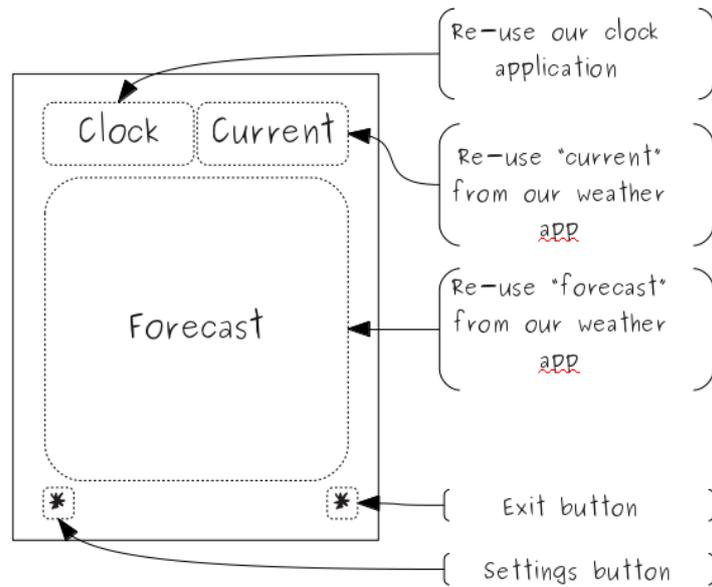 Re-use our clock
application
Clock
Current
Re-use "current"
from our weather
app
Re-use "forecast"
from our weather
app
Forecast
*
*
Exit button
Settings button